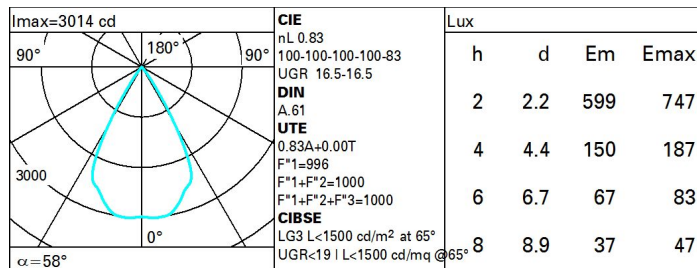 Imax=3014 cd
90° 180° 90°
3000
0°
α=58°
CIE
nL 0.83
100-100-100-100-83
UGR 16.5-16.5
DIN
A.61
UTE
0.83A+0.00T
F"1=996
F"1+F"2=1000
F"1+F"2+F"3=1000
CIBSE
LG3 L<1500 cd/m² at 65°
UGR<19 | L<1500 cd/mq @65°
Lux
h d Em Emax
2 2.2 599 747
4 4.4 150 187
6 6.7 67 83
8 8.9 37 47